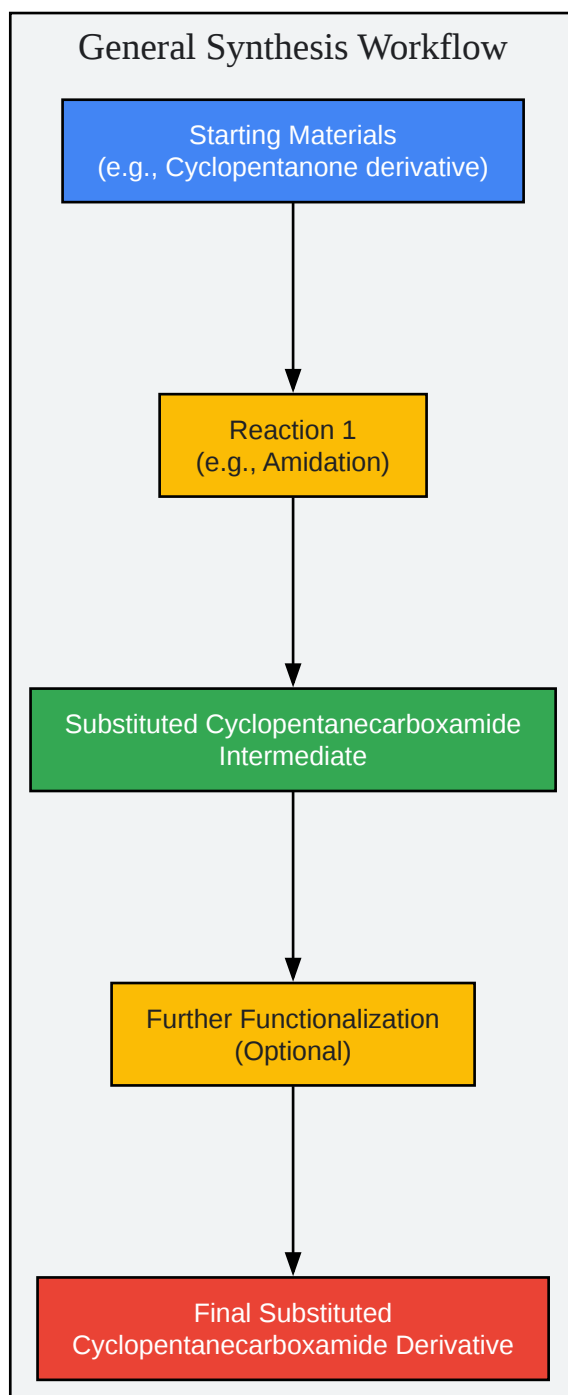 General Synthesis Workflow
Starting Materials
(e.g., Cyclopentanone derivative)
Reaction 1
(e.g., Amidation)
Substituted Cyclopentanecarboxamide
Intermediate
Further Functionalization
(Optional)
Final Substituted
Cyclopentanecarboxamide Derivative